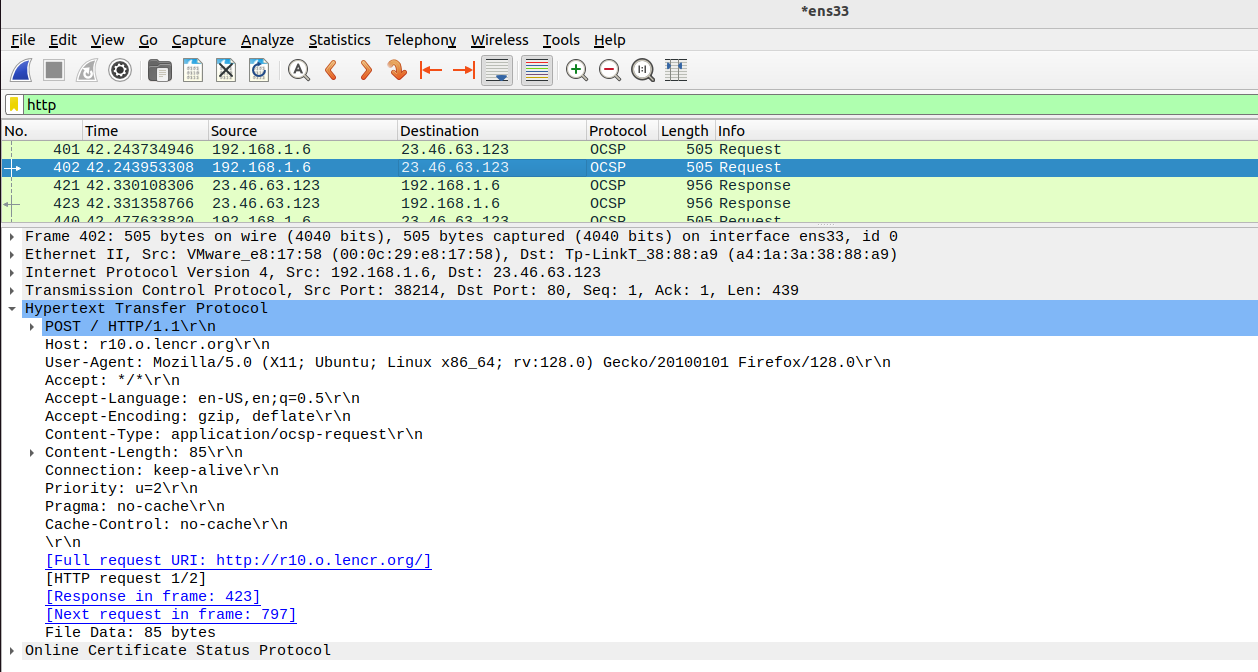 *ens33
File Edit View Go Capture Analyze Statistics Telephony Wireless Tools Help
http
No. Time Source Destination Protocol Length Info
401 42.243734946 192.168.1.6 23.46.63.123 OCSP 505 Request
402 42.243953308 192.168.1.6 23.46.63.123 OCSP 505 Request
421 42.330108306 23.46.63.123 192.168.1.6 OCSP 956 Response
423 42.331358766 23.46.63.123 192.168.1.6 OCSP 956 Response
440 42.477633820 192.168.1.6 23.46.63.123 OCSP 505 Request
Frame 402: 505 bytes on wire (4040 bits), 505 bytes captured (4040 bits) on interface ens33, id 0
Ethernet II, Src: VMware_e8:17:58 (00:0c:29:e8:17:58), Dst: Tp-LinkT_38:88:a9 (a4:1a:3a:38:88:a9)
Internet Protocol Version 4, Src: 192.168.1.6, Dst: 23.46.63.123
Transmission Control Protocol, Src Port: 38214, Dst Port: 80, Seq: 1, Ack: 1, Len: 439
Hypertext Transfer Protocol
POST / HTTP/1.1\r\n
Host: r10.o.lencr.org\r\n
User-Agent: Mozilla/5.0 (X11; Ubuntu; Linux x86_64; rv:128.0) Gecko/20100101 Firefox/128.0\r\n
Accept: */*\r\n
Accept-Language: en-US,en;q=0.5\r\n
Accept-Encoding: gzip, deflate\r\n
Content-Type: application/ocsp-request\r\n
Content-Length: 85\r\n
Connection: keep-alive\r\n
Priority: u=2\r\n
Pragma: no-cache\r\n
Cache-Control: no-cache\r\n
\r\n
[Full request URI: http://r10.o.lencr.org/]
[HTTP request 1/2]
[Response in frame: 423]
[Next request in frame: 797]
File Data: 85 bytes
Online Certificate Status Protocol